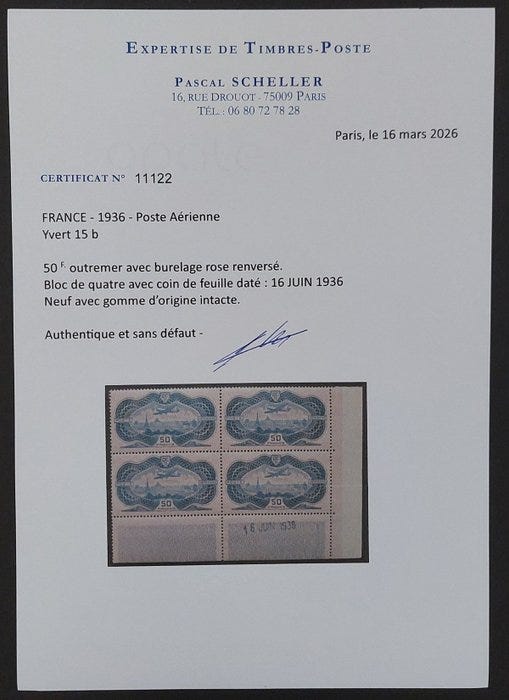 EXPERTISE DE TIMBRES-POSTE
PASCAL SCHELLER
16, RUE DROUOT - 75009 PARIS
TÉL. : 06 80 72 78 28
Paris, le 16 mars 2026
CERTIFICAT N° 11122
FRANCE - 1936 - Poste Aérienne
Yvert 15 b
50 F. outremer avec burelage rose renversé.
Bloc de quatre avec coin de feuille daté : 16 JUIN 1936
Neuf avec gomme d'origine intacte.
Authentique et sans défaut -
50 50
50 50
16 JUIN 1936